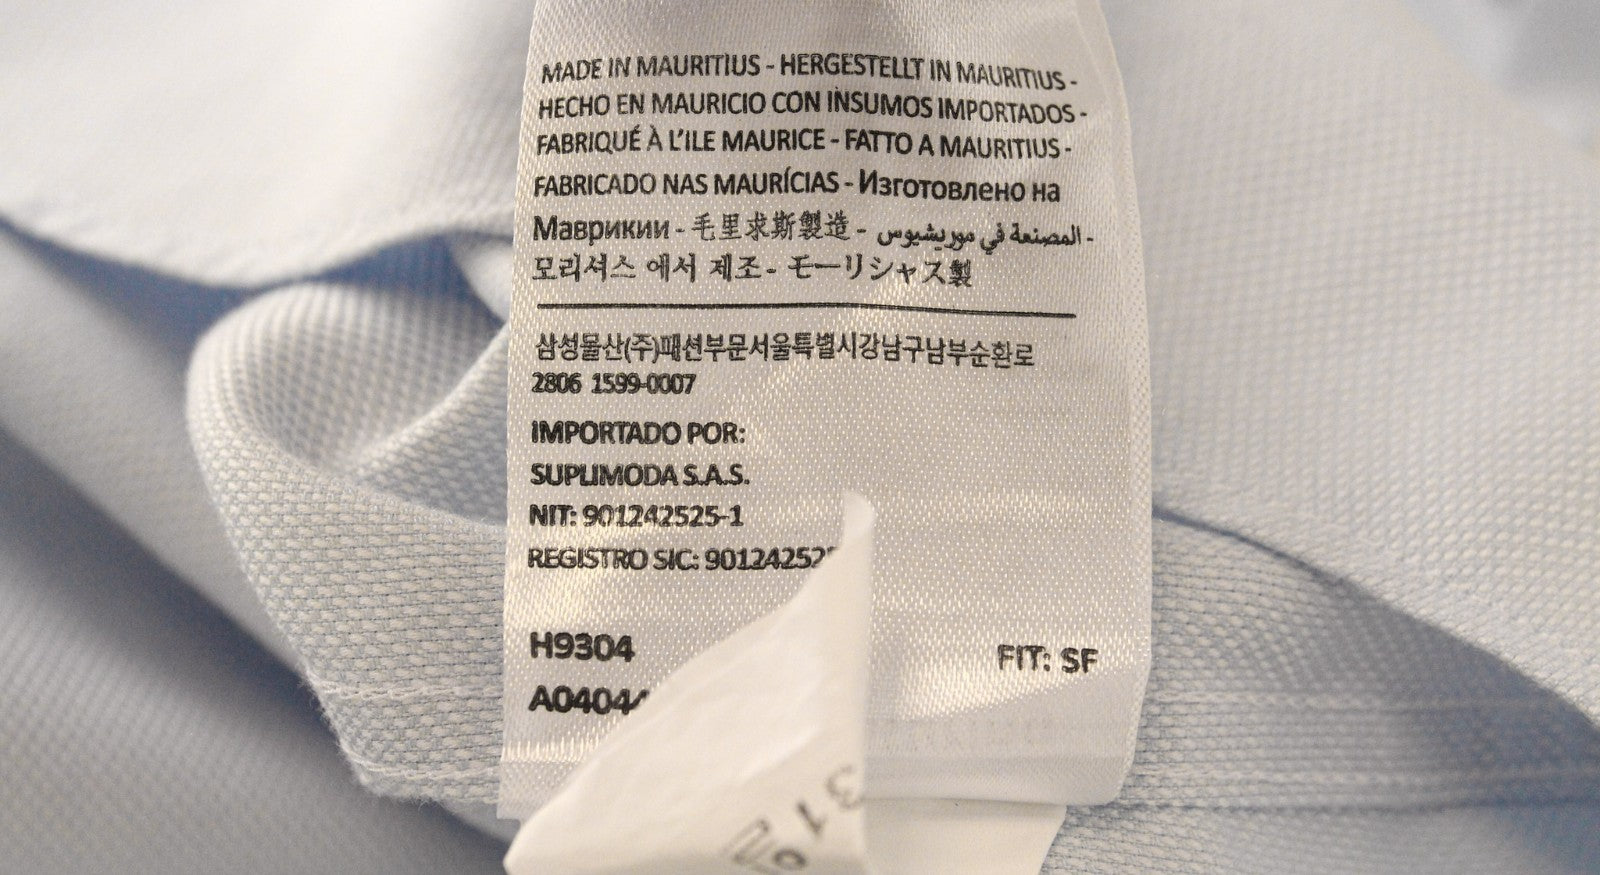 MADE IN MAURITIUS - HERGESTELLT IN MAURITIUS -
HECHO EN MAURICIO CON INSUMOS IMPORTADOS -
FABRIQUÉ À L'ILE MAURICE - FATTO A MAURITIUS -
FABRICADO NAS MAURÍCIAS - Изготовлено на
Маврикии - 毛里求斯製造 - المصنعة في موريشيوس -
모리셔스 에서 제조 - モーリシャス製
삼성물산(주)패션부문서울특별시강남구남부순환로
2806 1599-0007
IMPORTADO POR:
SUPLIMODA S.A.S.
NIT: 901242525-1
REGISTRO SIC:
H9304
FIT: SF